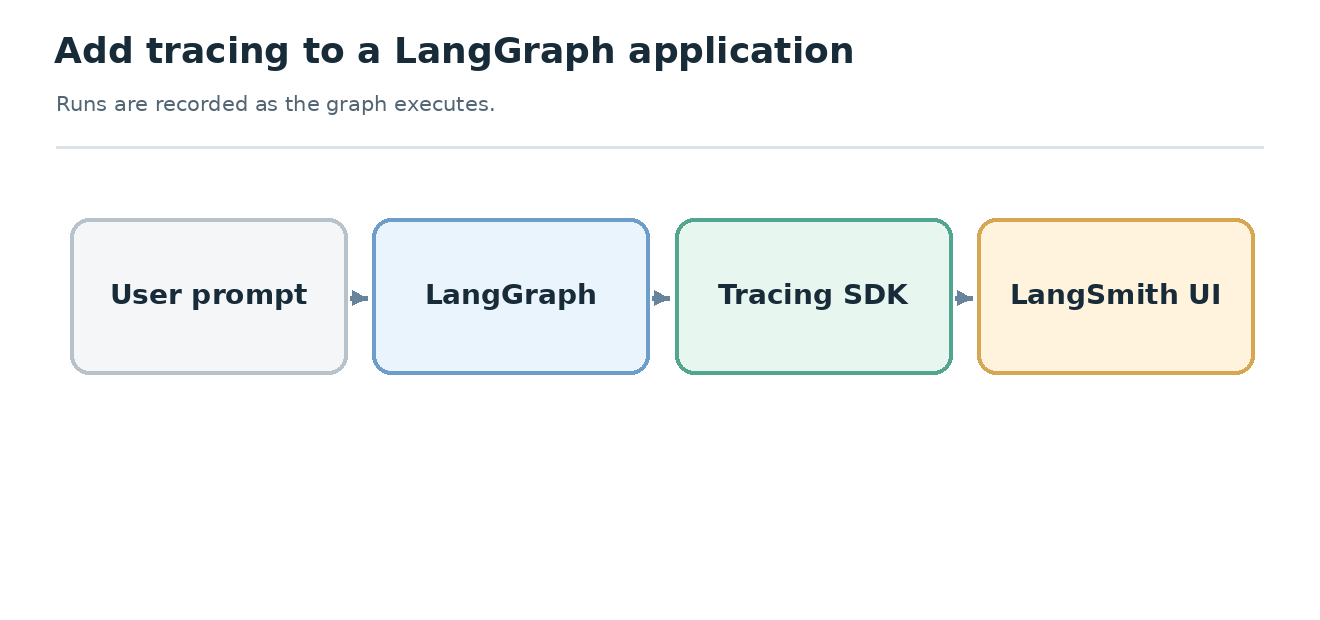 Add tracing to a LangGraph application
Runs are recorded as the graph executes.
User prompt
LangGraph
Tracing SDK
LangSmith UI